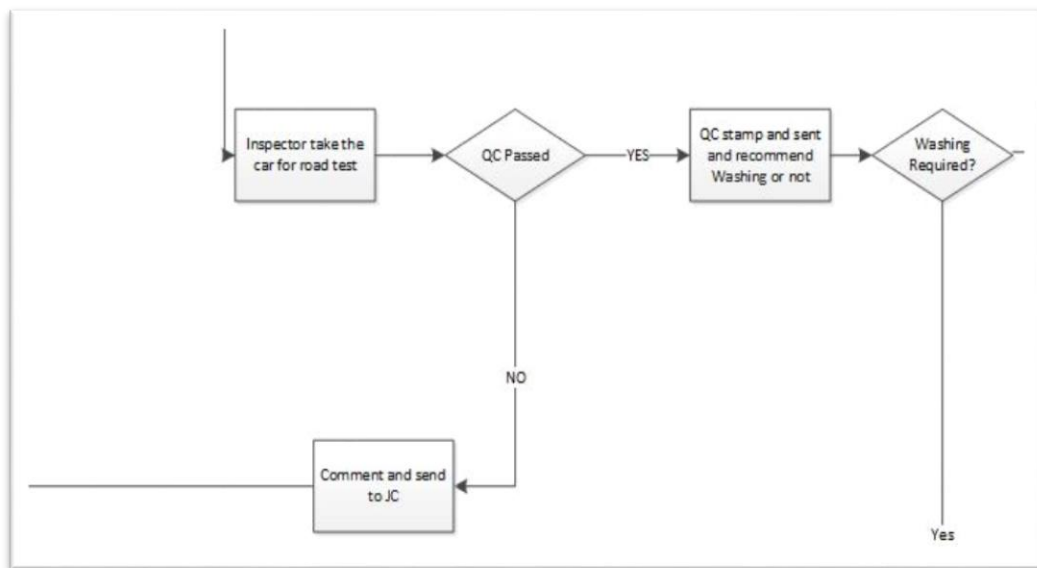 Inspector take the
car for road test
QC Passed
YES
QC stamp and sent
and recommend
Washing or not
Washing
Required?
NO
Comment and send
to JC
Yes